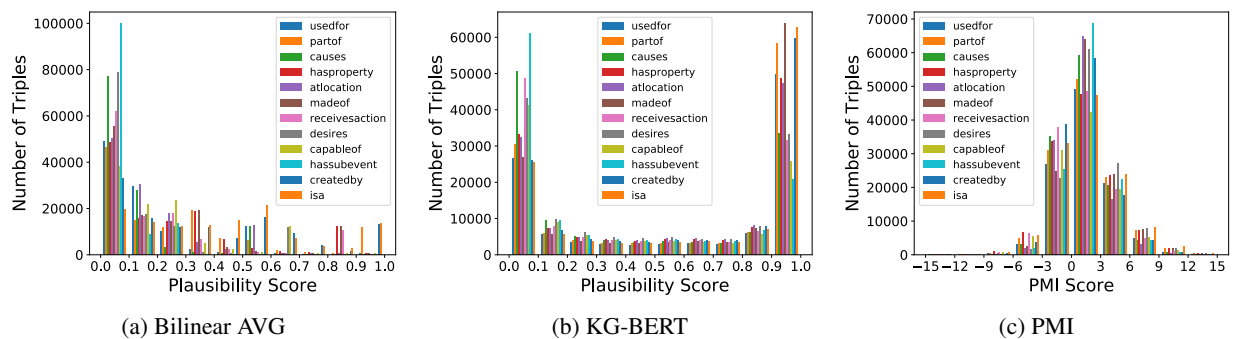 100000
80000
60000
40000
20000
0
Number of Triples
usedfor
partof
causes
hasproperty
atlocation
madeof
receivesaction
desires
capableof
hassubevent
createdby
isa
0.0 0.1 0.2 0.3 0.4 0.5 0.6 0.7 0.8 0.9 1.0
Plausibility Score
(a) Bilinear AVG
60000
50000
40000
30000
20000
10000
0
Number of Triples
usedfor
partof
causes
hasproperty
atlocation
madeof
receivesaction
desires
capableof
hassubevent
createdby
isa
0.0 0.1 0.2 0.3 0.4 0.5 0.6 0.7 0.8 0.9 1.0
Plausibility Score
(b) KG-BERT
70000
60000
50000
40000
30000
20000
10000
0
Number of Triples
usedfor
partof
causes
hasproperty
atlocation
madeof
receivesaction
desires
capableof
hassubevent
createdby
isa
−15 −12 −9 −6 −3 0 3 6 9 12 15
PMI Score
(c) PMI